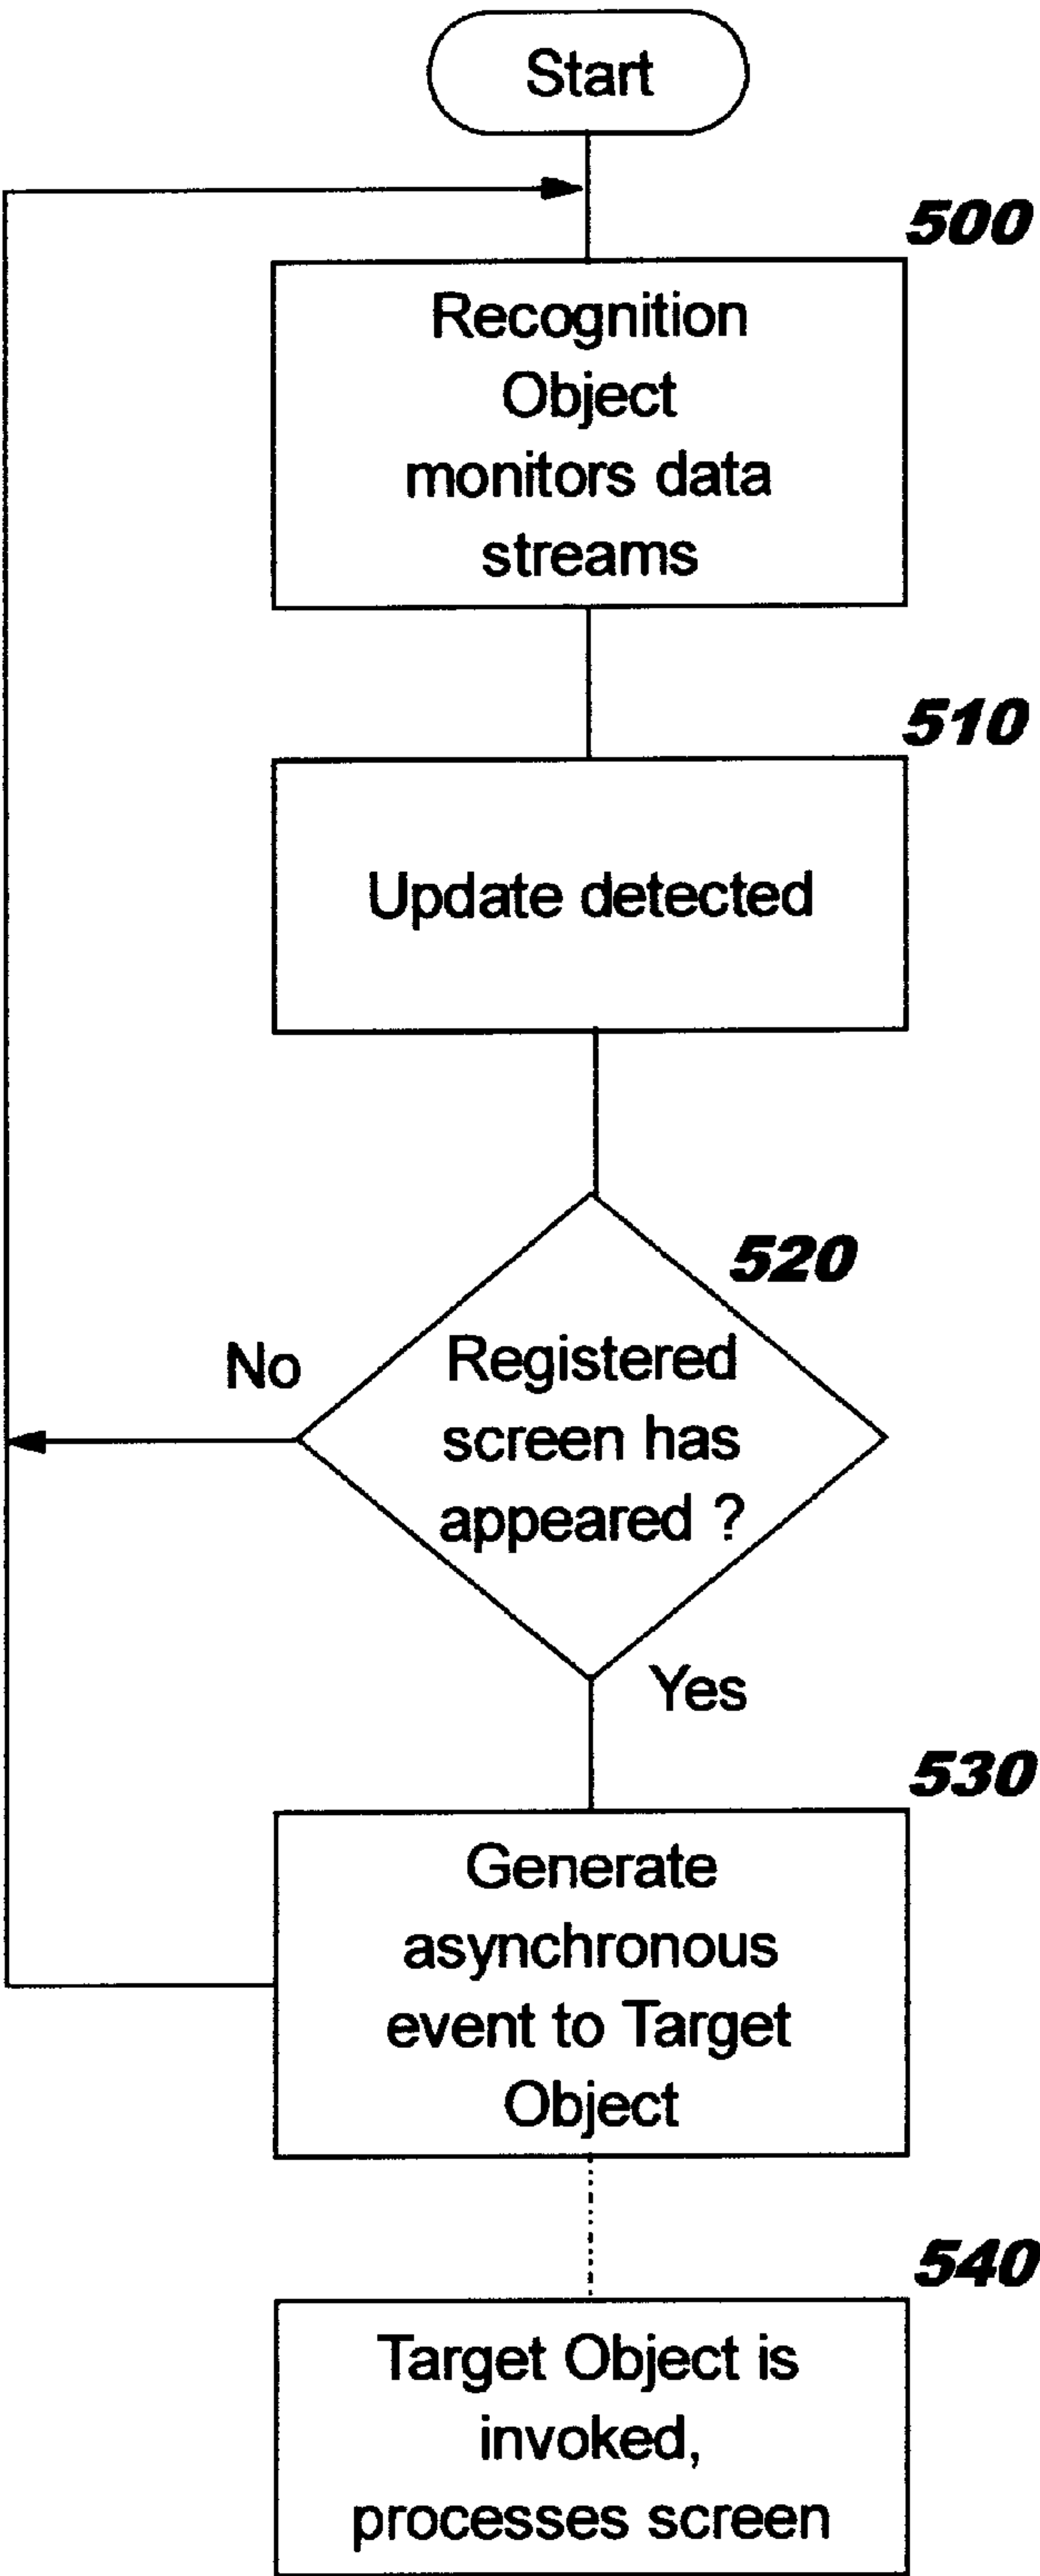 Start
500
Recognition
Object
monitors data
streams
510
Update detected
520
No
Registered
screen has
appeared ?
Yes
530
Generate
asynchronous
event to Target
Object
540
Target Object is
invoked,
processes screen